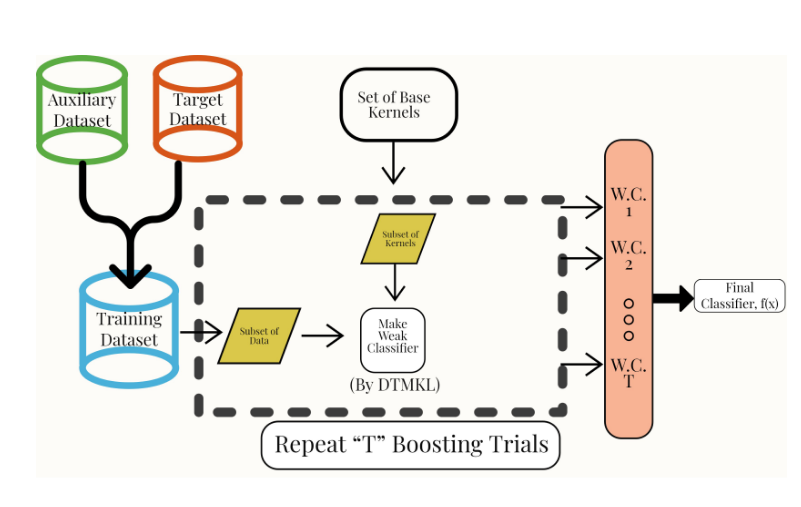 Auxiliary
Dataset
Target
Dataset
Set of Base
Kernels
Subset of
Kernels
Training
Dataset
Subset of
Data
Make
Weak
Classifier
(By DTMKL)
W.C.
1
W.C.
2
W.C.
T
Final
Classifier, f(x)
Repeat “T” Boosting Trials